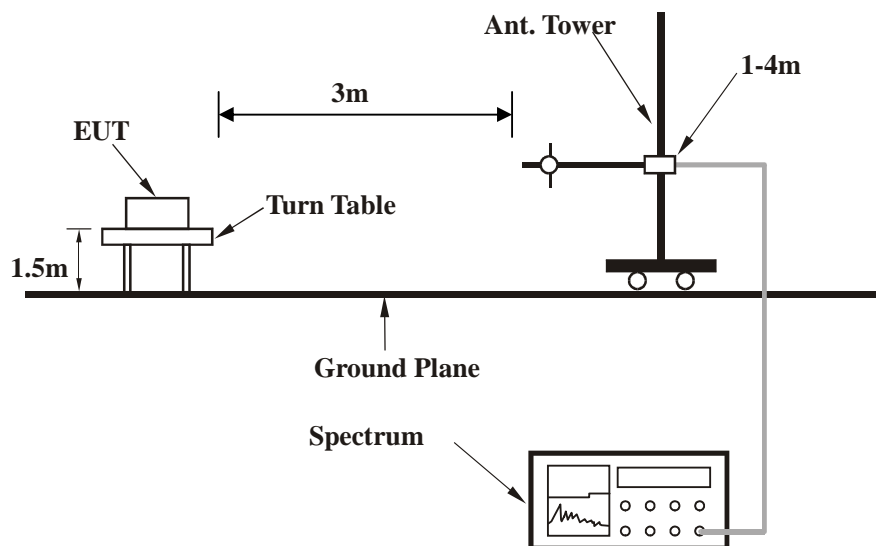 Ant. Tower
1-4m
3m
EUT
Turn Table
1.5m
Ground Plane
Spectrum